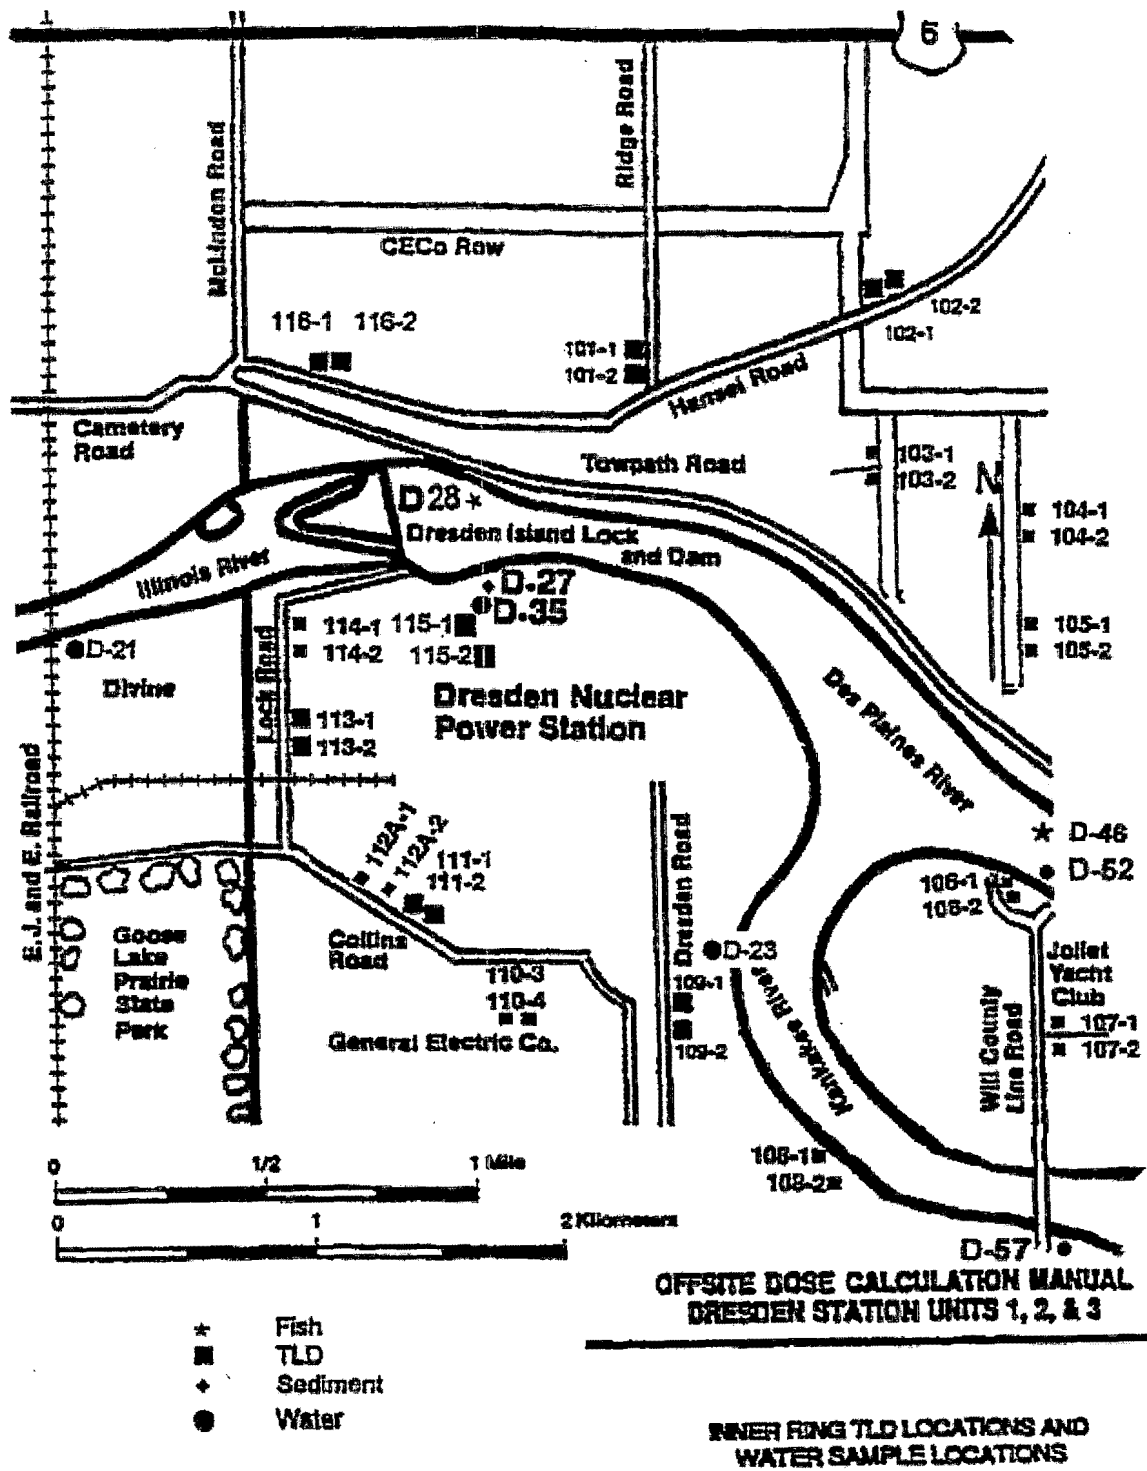 6
McLindon Road
Ridge Road
CECo Row
116-1 116-2
101-1
101-2
102-2
102-1
Hansel Road
Cametery
Road
Towpath Road
103-1
103-2
N
104-1
104-2
D 28
Dresden Island Lock
and Dam
Illinois River
D-27
D-35
114-1 115-1
114-2 115-2
105-1
105-2
D-21
Divine
Lock Road
Dresden Nuclear
Power Station
113-1
113-2
Des Plaines River
E.J. and E. Railroad
112A-1
112A-2
111-1
111-2
Dresden Road
D-46
D-52
106-1
106-2
Goose
Lake
Prairie
State
Park
Collins
Road
D-23
Joliet
Yacht
Club
110-3
110-4
109-1
109-2
General Electric Co.
Kankakee River
Will County
Line Road
107-1
107-2
108-1
108-2
0 1/2 1 Mile
0 1 2 Kilometers
D-57
OFFSITE DOSE CALCULATION MANUAL
DRESDEN STATION UNITS 1, 2, & 3
Fish
TLD
Sediment
Water
INNER RING TLD LOCATIONS AND
WATER SAMPLE LOCATIONS